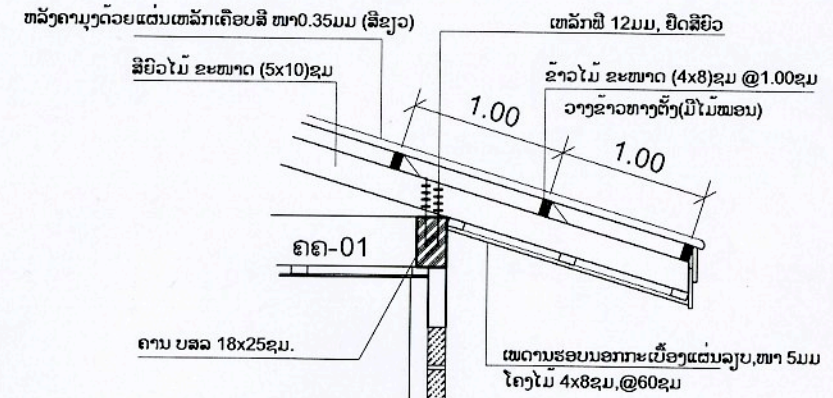 ຫລັງຄາມຸງດ້ວຍແຜ່ນເຫລັກເຄືອບສີ ໜາ0.35ມມ (ສີຂຽວ)
ເຫລັກຟີ 12ມມ, ຢຶດສີຍົວ
ສີຍົວໄມ້ ຂະໜາດ (5x10)ຊມ
ຂ້າວໄມ້ ຂະໜາດ (4x8)ຊມ @1.00ຊມ
ວາງຂ້າວທາງຕັ້ງ(ມີໄມ້ໝອນ)
1.00
1.00
ຄຄ-01
ຄານ ບສລ 18x25ຊມ.
ເພດານຮອບນອກກະເບື້ອງແຜ່ນລຽບ,ໜາ 5ມມ
ໂຄງໄມ້ 4x8ຊມ,@60ຊມ